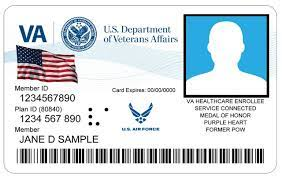 VA
U.S. Department
of Veterans Affairs
Member ID
1234567890
Plan ID (80840)
1234 567 890
Member
JANE D SAMPLE
Card Expires: 00/00/0000
U.S. AIR FORCE
VA HEALTHCARE ENROLLEE
SERVICE CONNECTED
MEDAL OF HONOR
PURPLE HEART
FORMER POW